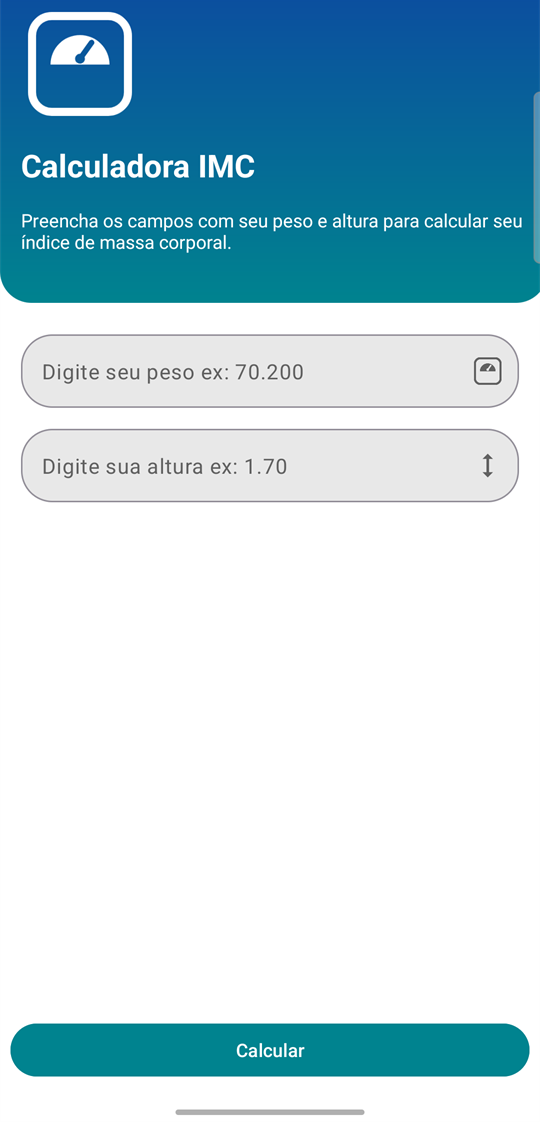 Calculadora IMC
Preencha os campos com seu peso e altura para calcular seu
índice de massa corporal.
Digite seu peso ex: 70.200
Digite sua altura ex: 1.70
Calcular